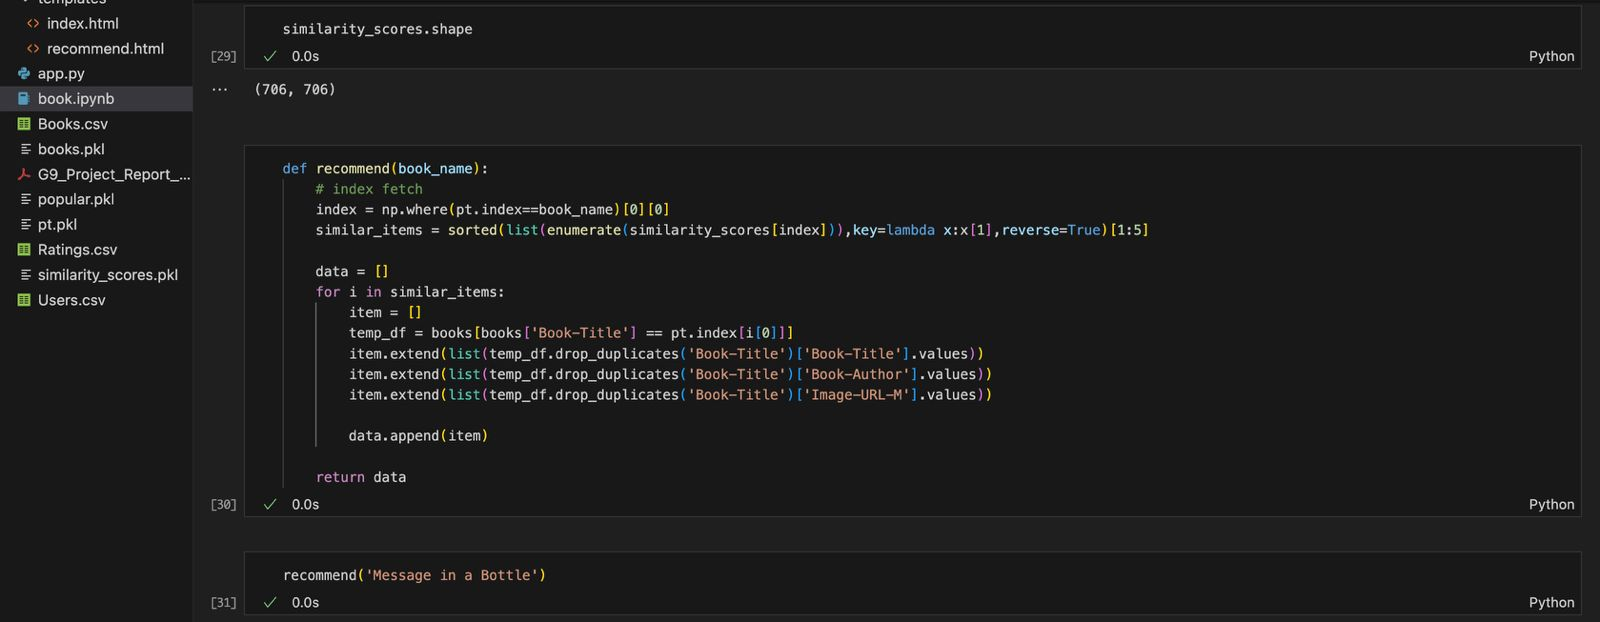 templates
index.html
recommend.html
app.py
book.ipynb
Books.csv
books.pkl
G9_Project_Report_...
popular.pkl
pt.pkl
Ratings.csv
similarity_scores.pkl
Users.csv
similarity_scores.shape
[29] 0.0s Python
... (706, 706)
def recommend(book_name):
    # index fetch
    index = np.where(pt.index==book_name)[0][0]
    similar_items = sorted(list(enumerate(similarity_scores[index])),key=lambda x:x[1],reverse=True)[1:5]
    data = []
    for i in similar_items:
        item = []
        temp_df = books[books['Book-Title'] == pt.index[i[0]]]
        item.extend(list(temp_df.drop_duplicates('Book-Title')['Book-Title'].values))
        item.extend(list(temp_df.drop_duplicates('Book-Title')['Book-Author'].values))
        item.extend(list(temp_df.drop_duplicates('Book-Title')['Image-URL-M'].values))
        data.append(item)
    return data
[30] 0.0s Python
recommend('Message in a Bottle')
[31] 0.0s Python